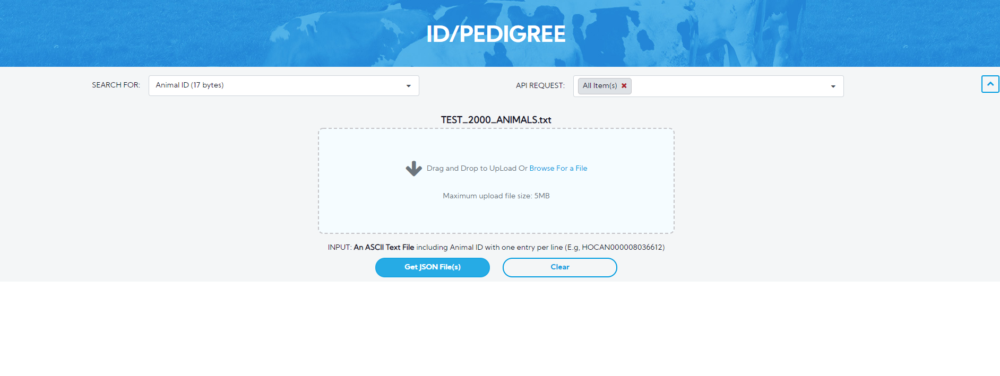 ID/PEDIGREE
SEARCH FOR: Animal ID (17 bytes) API REQUEST: All Item(s)
TEST_2000_ANIMALS.txt
Drag and Drop to UpLoad Or Browse For a File
Maximum upload file size: 5MB
INPUT: An ASCII Text File including Animal ID with one entry per line (E.g, HOCAN000008036612)
Get JSON File(s) Clear